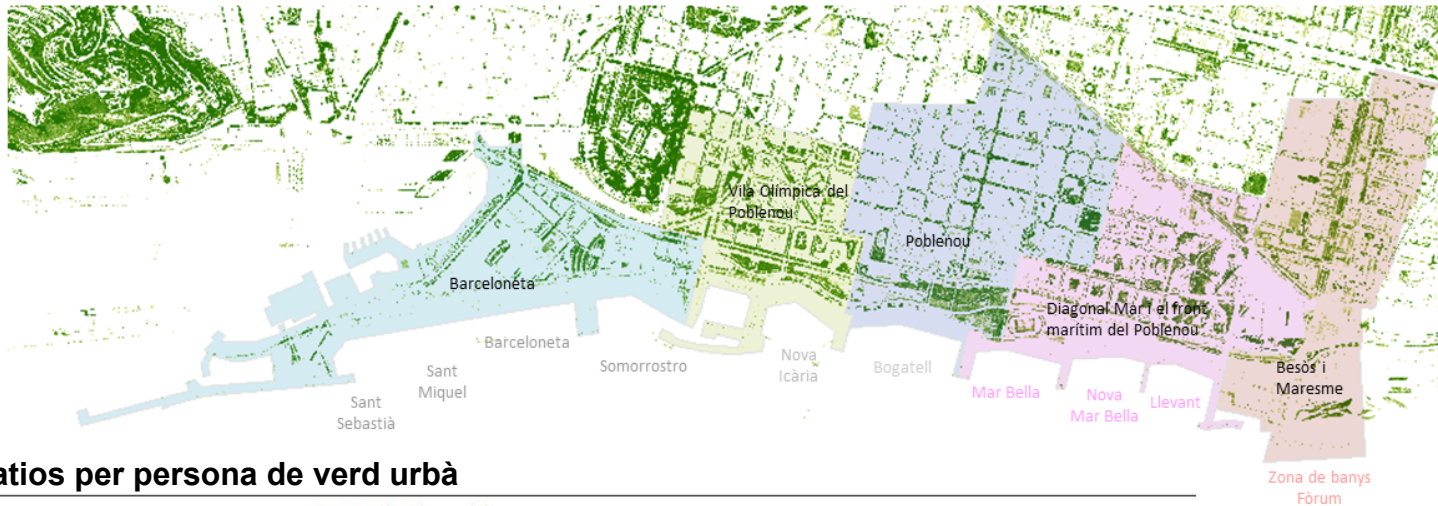 Vila Olímpica del
Poblenou
Poblenou
Barceloneta
Diagonal Mar i el front
marítim del Poblenou
Besòs i
Maresme
Barceloneta
Somorrostro
Nova
Icària
Bogatell
Sant
Miquel
Sant
Sebastià
Mar Bella
Nova
Mar Bella
Llevant
Zona de banys
Fòrum
atios per persona de verd urbà